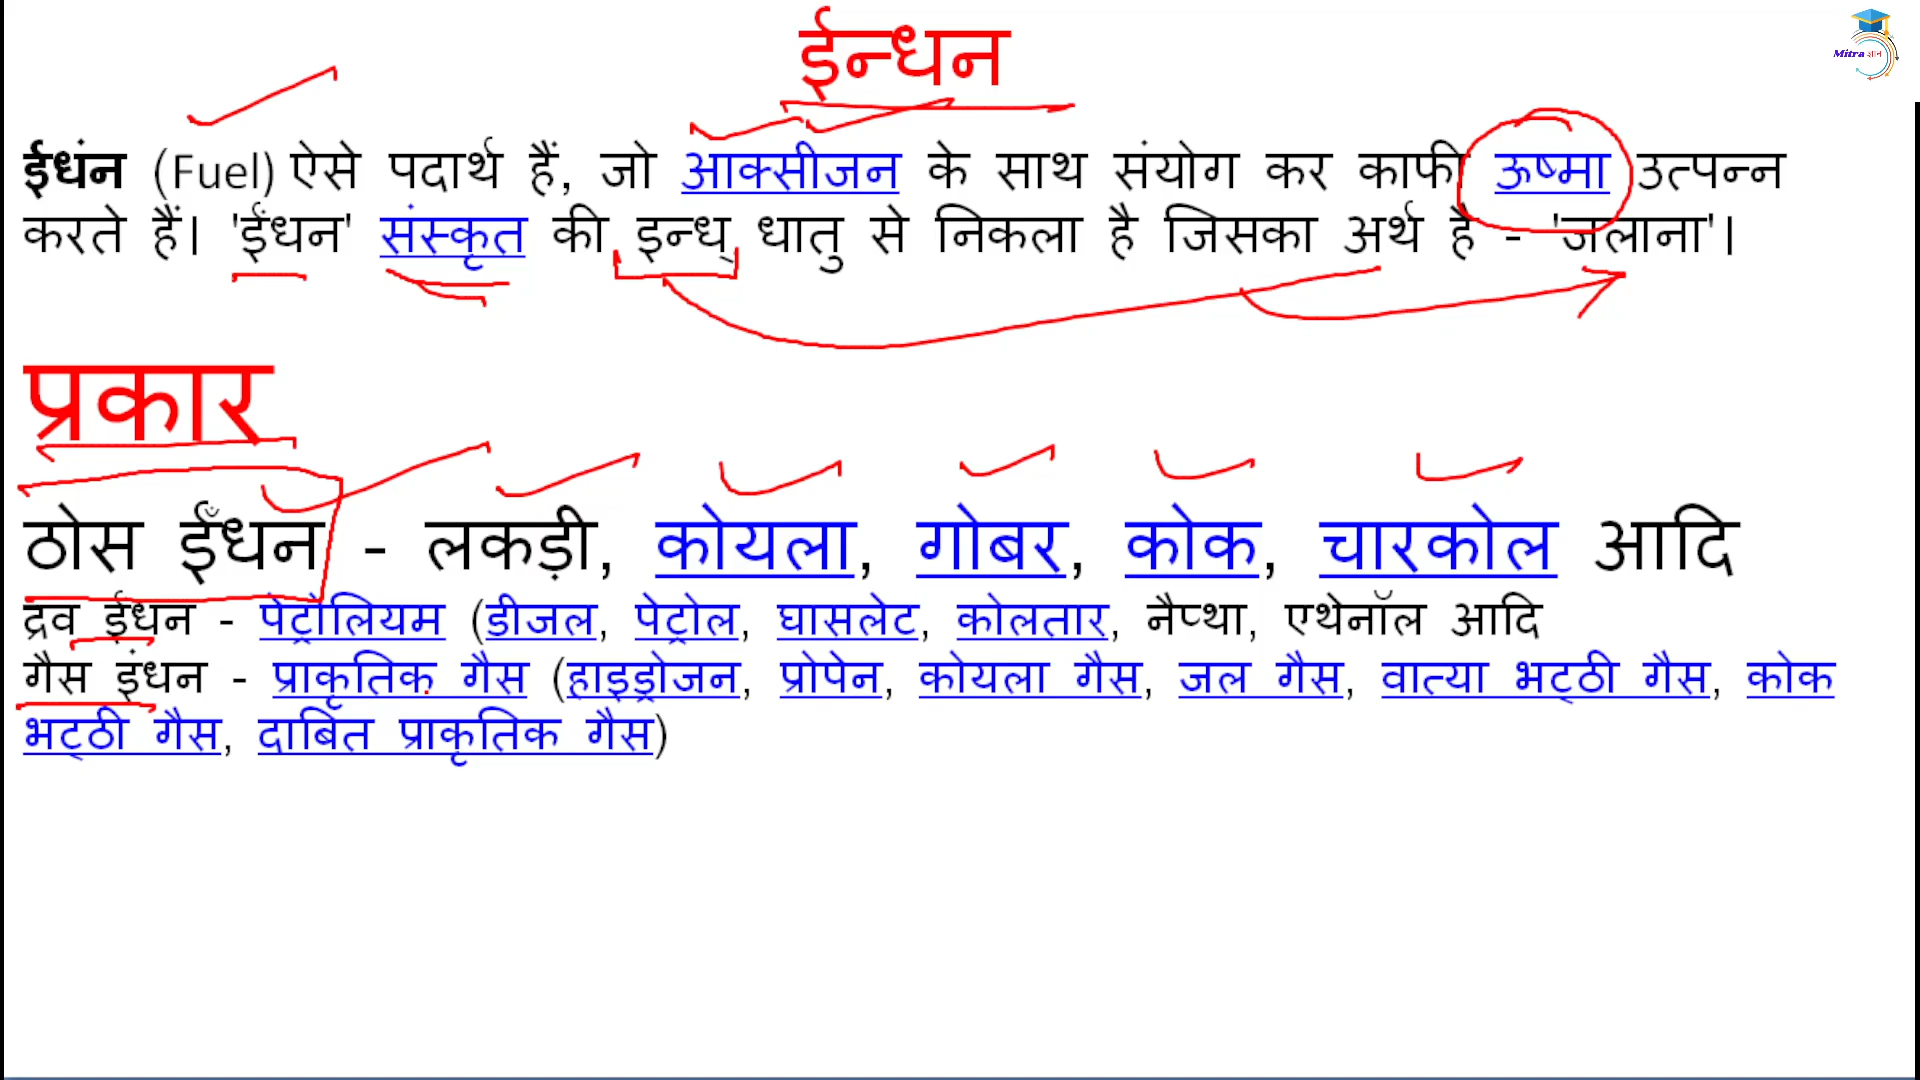 ईन्धन
Mitra ज्ञान
ईधंन (Fuel) ऐसे पदार्थ हैं, जो आक्सीजन के साथ संयोग कर काफी ऊष्मा उत्पन्न
करते हैं। 'ईंधन' संस्कृत की इन्ध् धातु से निकला है जिसका अर्थ है - 'जलाना'।
प्रकार
ठोस ईँधन - लकड़ी, कोयला, गोबर, कोक, चारकोल आदि
द्रव ईंधन - पेट्रोलियम (डीजल, पेट्रोल, घासलेट, कोलतार, नैप्था, एथेनॉल आदि
गैस इंधन - प्राकृतिक गैस (हाइड्रोजन, प्रोपेन, कोयला गैस, जल गैस, वात्या भट्ठी गैस, कोक
भट्ठी गैस, दाबित प्राकृतिक गैस)